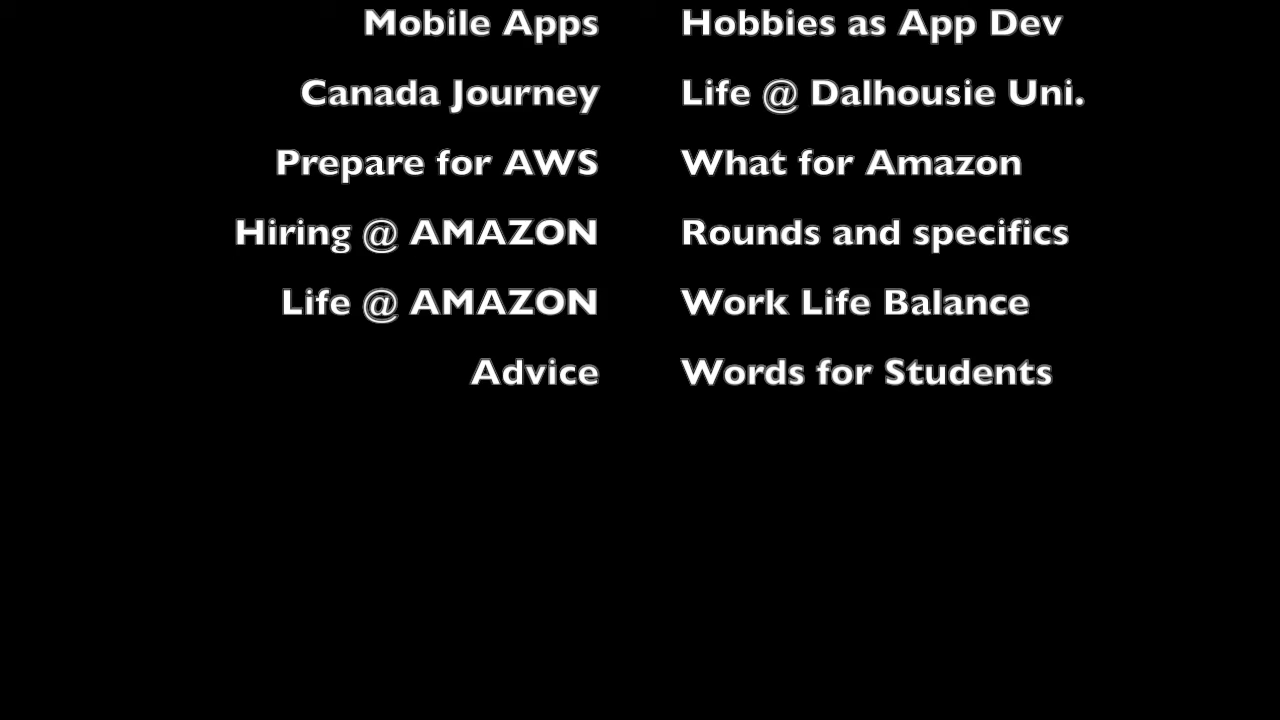 Mobile Apps Hobbies as App Dev
Canada Journey Life @ Dalhousie Uni.
Prepare for AWS What for Amazon
Hiring @ AMAZON Rounds and specifics
Life @ AMAZON Work Life Balance
Advice Words for Students